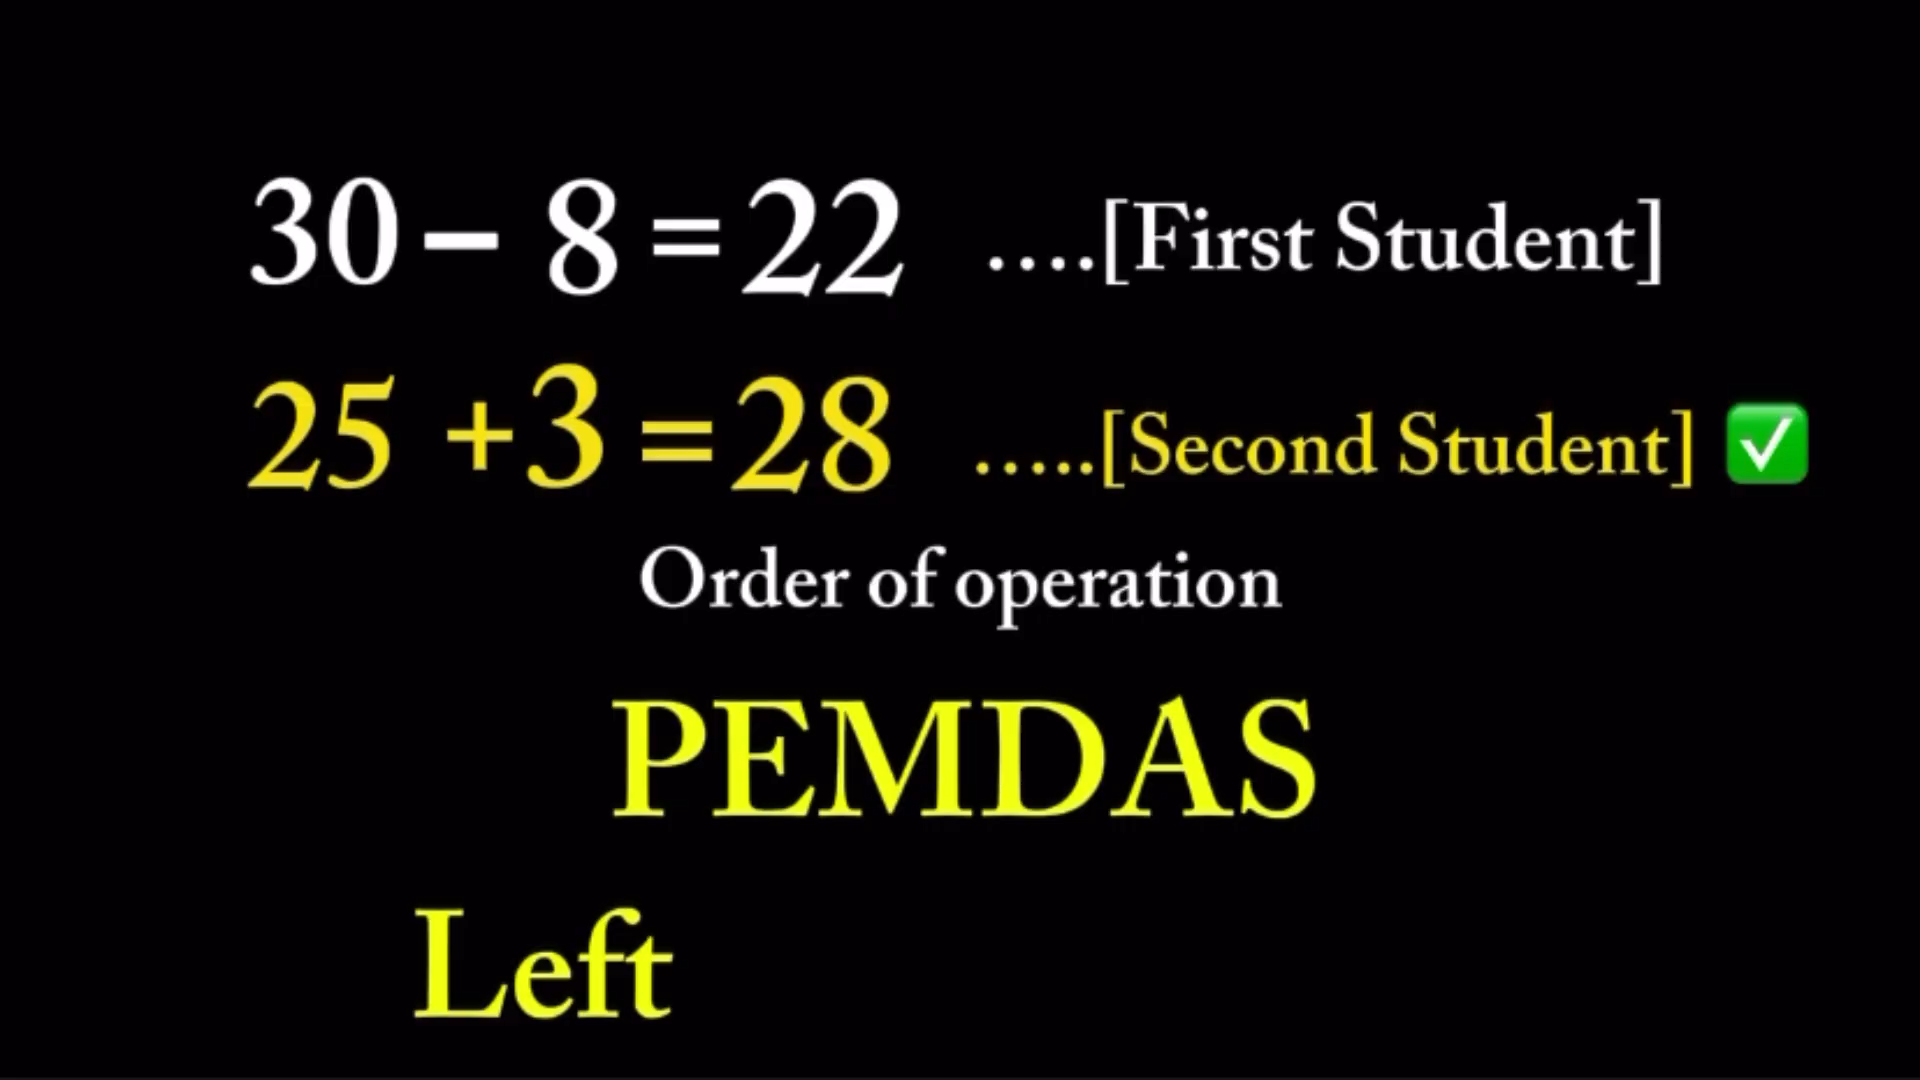 30 – 8 = 22 ....[First Student]
25 + 3 = 28 .....[Second Student] ✅
Order of operation
PEMDAS
Left